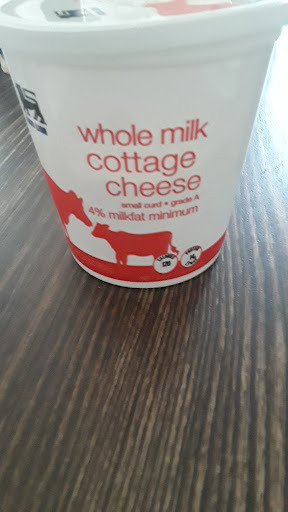 whole milk
cottage
cheese
small curd • grade A
4% milkfat minimum